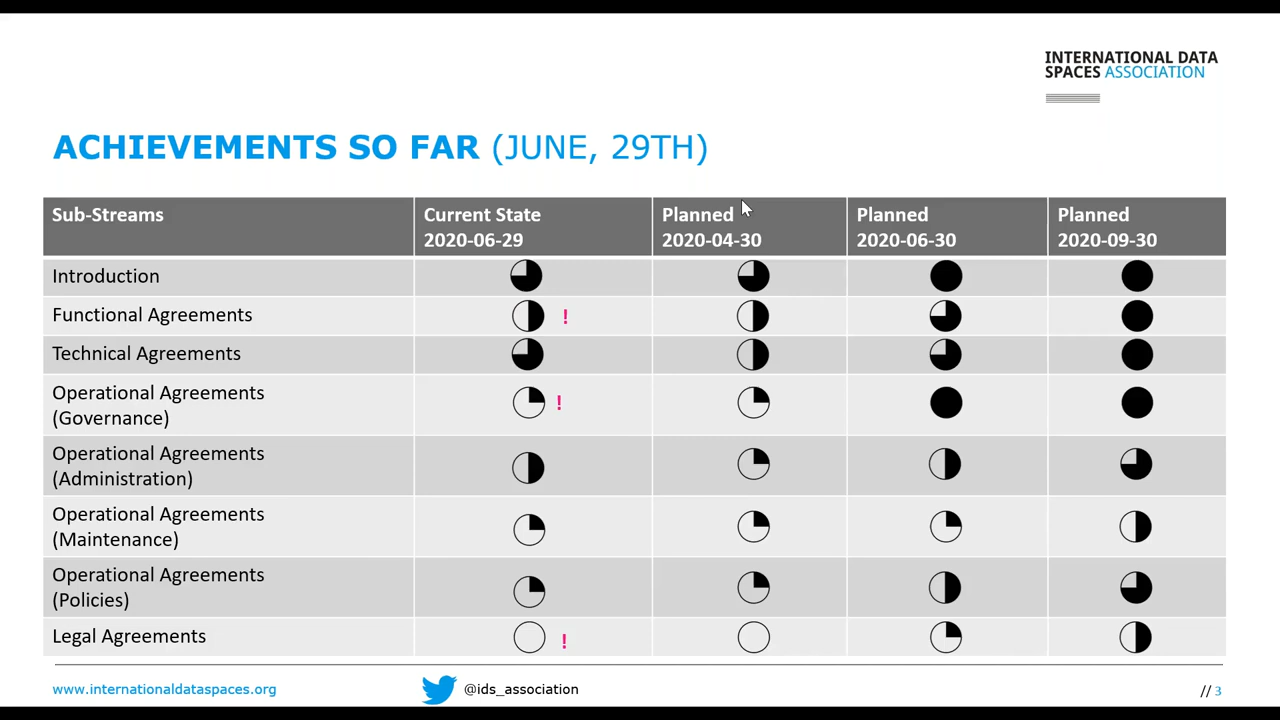 INTERNATIONAL DATA
SPACES ASSOCIATION
ACHIEVEMENTS SO FAR (JUNE, 29TH)
Sub-Streams
Current State
2020-06-29
Planned
2020-04-30
Planned
2020-06-30
Planned
2020-09-30
Introduction
Functional Agreements
!
Technical Agreements
Operational Agreements
(Governance)
!
Operational Agreements
(Administration)
Operational Agreements
(Maintenance)
Operational Agreements
(Policies)
Legal Agreements
!
www.internationaldataspaces.org
@ids_association
// 3